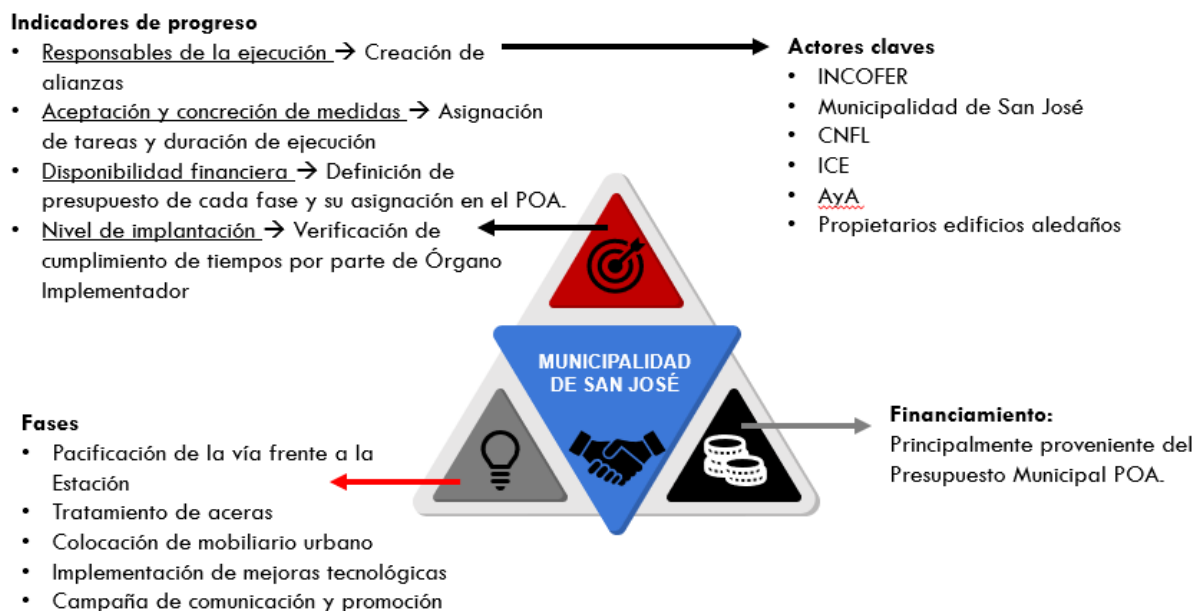 Indicadores de progreso
• Responsables de la ejecución → Creación de
alianzas
• Aceptación y concreción de medidas → Asignación
de tareas y duración de ejecución
• Disponibilidad financiera → Definición de
presupuesto de cada fase y su asignación en el POA.
• Nivel de implantación → Verificación de
cumplimiento de tiempos por parte de Órgano
Implementador
Actores claves
• INCOFER
• Municipalidad de San José
• CNFL
• ICE
• AyA
• Propietarios edificios aledaños
MUNICIPALIDAD
DE SAN JOSÉ
Fases
• Pacificación de la vía frente a la
Estación
• Tratamiento de aceras
• Colocación de mobiliario urbano
• Implementación de mejoras tecnológicas
• Campaña de comunicación y promoción
Financiamiento:
Principalmente proveniente del
Presupuesto Municipal POA.